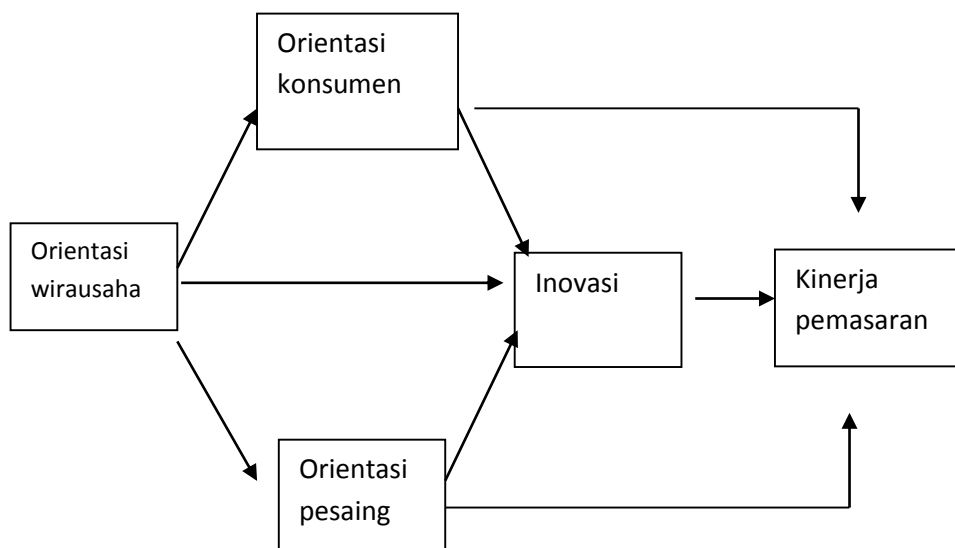 Orientasi
konsumen
Orientasi
wirausaha
Inovasi
Kinerja
pemasaran
Orientasi
pesaing